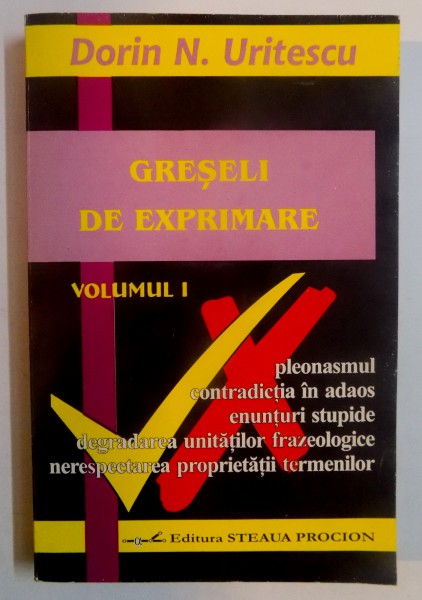 Dorin N. Uritescu
GREȘELI
DE EXPRIMARE
VOLUMUL I
pleonasmul
contradicția în adaos
enunțuri stupide
degradarea unităților frazeologice
nerespectarea proprietății termenilor
Editura STEAUA PROCION